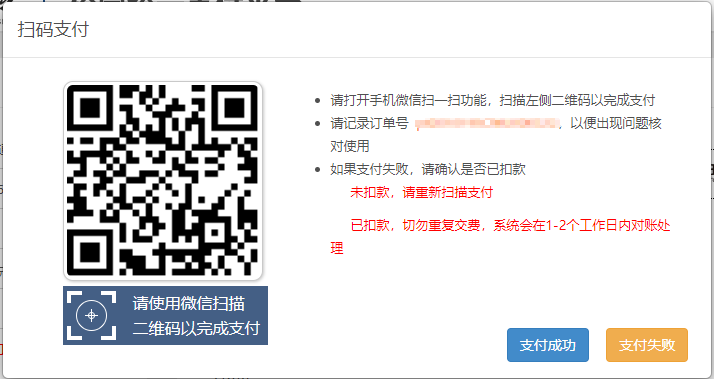 扫码支付
请打开手机微信扫一扫功能，扫描左侧二维码以完成支付
请记录订单号 ，以便出现问题核
对使用
如果支付失败，请确认是否已扣款
未扣款，请重新扫描支付
已扣款，切勿重复交费，系统会在1-2个工作日内对账处
理
请使用微信扫描
二维码以完成支付
支付成功
支付失败